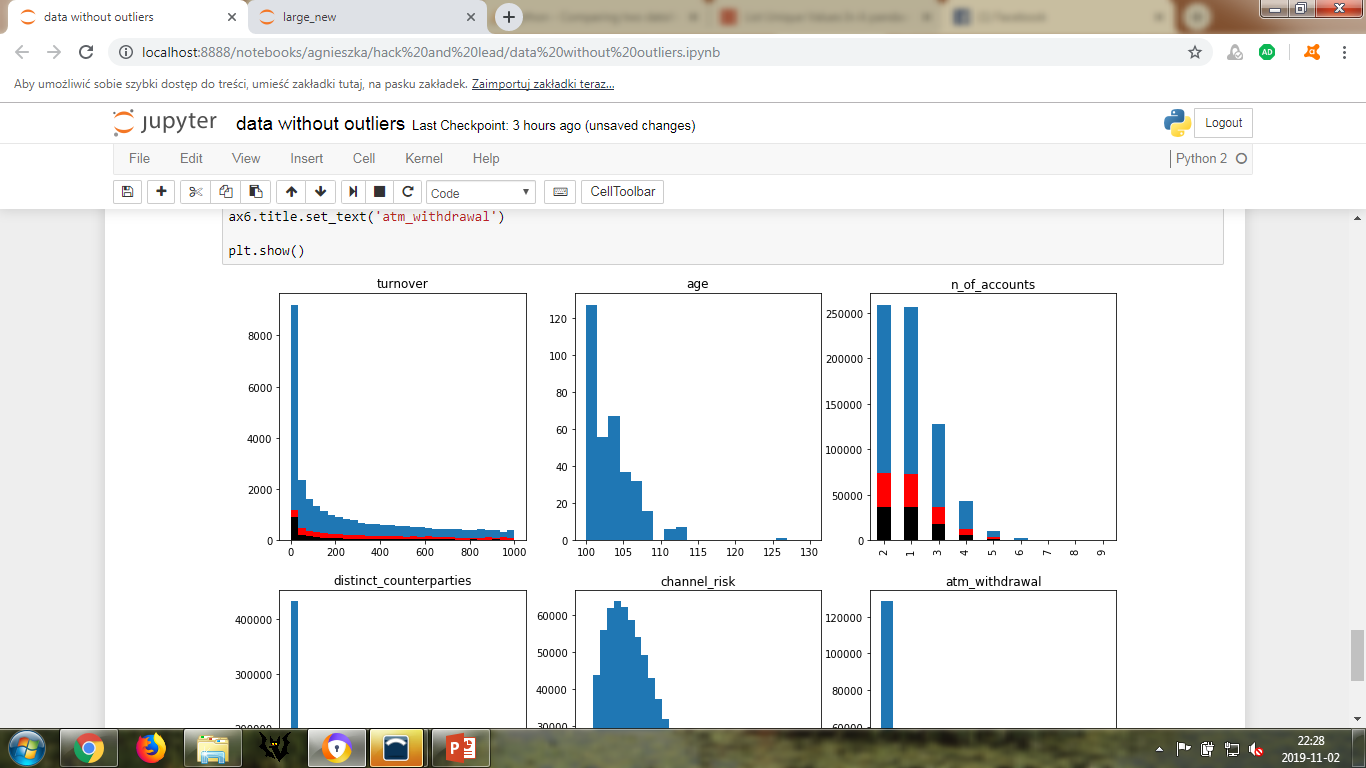 data without outliers
large_new
localhost:8888/notebooks/agnieszka/hack%20and%20lead/data%20without%20outliers.ipynb
AD
Aby umożliwić sobie szybki dostęp do treści, umieść zakładki tutaj, na pasku zakładek. Zaimportuj zakładki teraz...
jupyter data without outliers Last Checkpoint: 3 hours ago (unsaved changes) Logout
File Edit View Insert Cell Kernel Help Python 2
Code CellToolbar
ax6.title.set_text('atm_withdrawal')
plt.show()
turnover
8000
6000
4000
2000
0
0 200 400 600 800 1000
age
120
100
80
60
40
20
0
100 105 110 115 120 125 130
n_of_accounts
250000
200000
150000
100000
50000
0
2 1 3 4 5 6 7 8 9
distinct_counterparties
400000
300000
200000
channel_risk
60000
50000
40000
30000
atm_withdrawal
120000
100000
80000
60000
22:28
2019-11-02